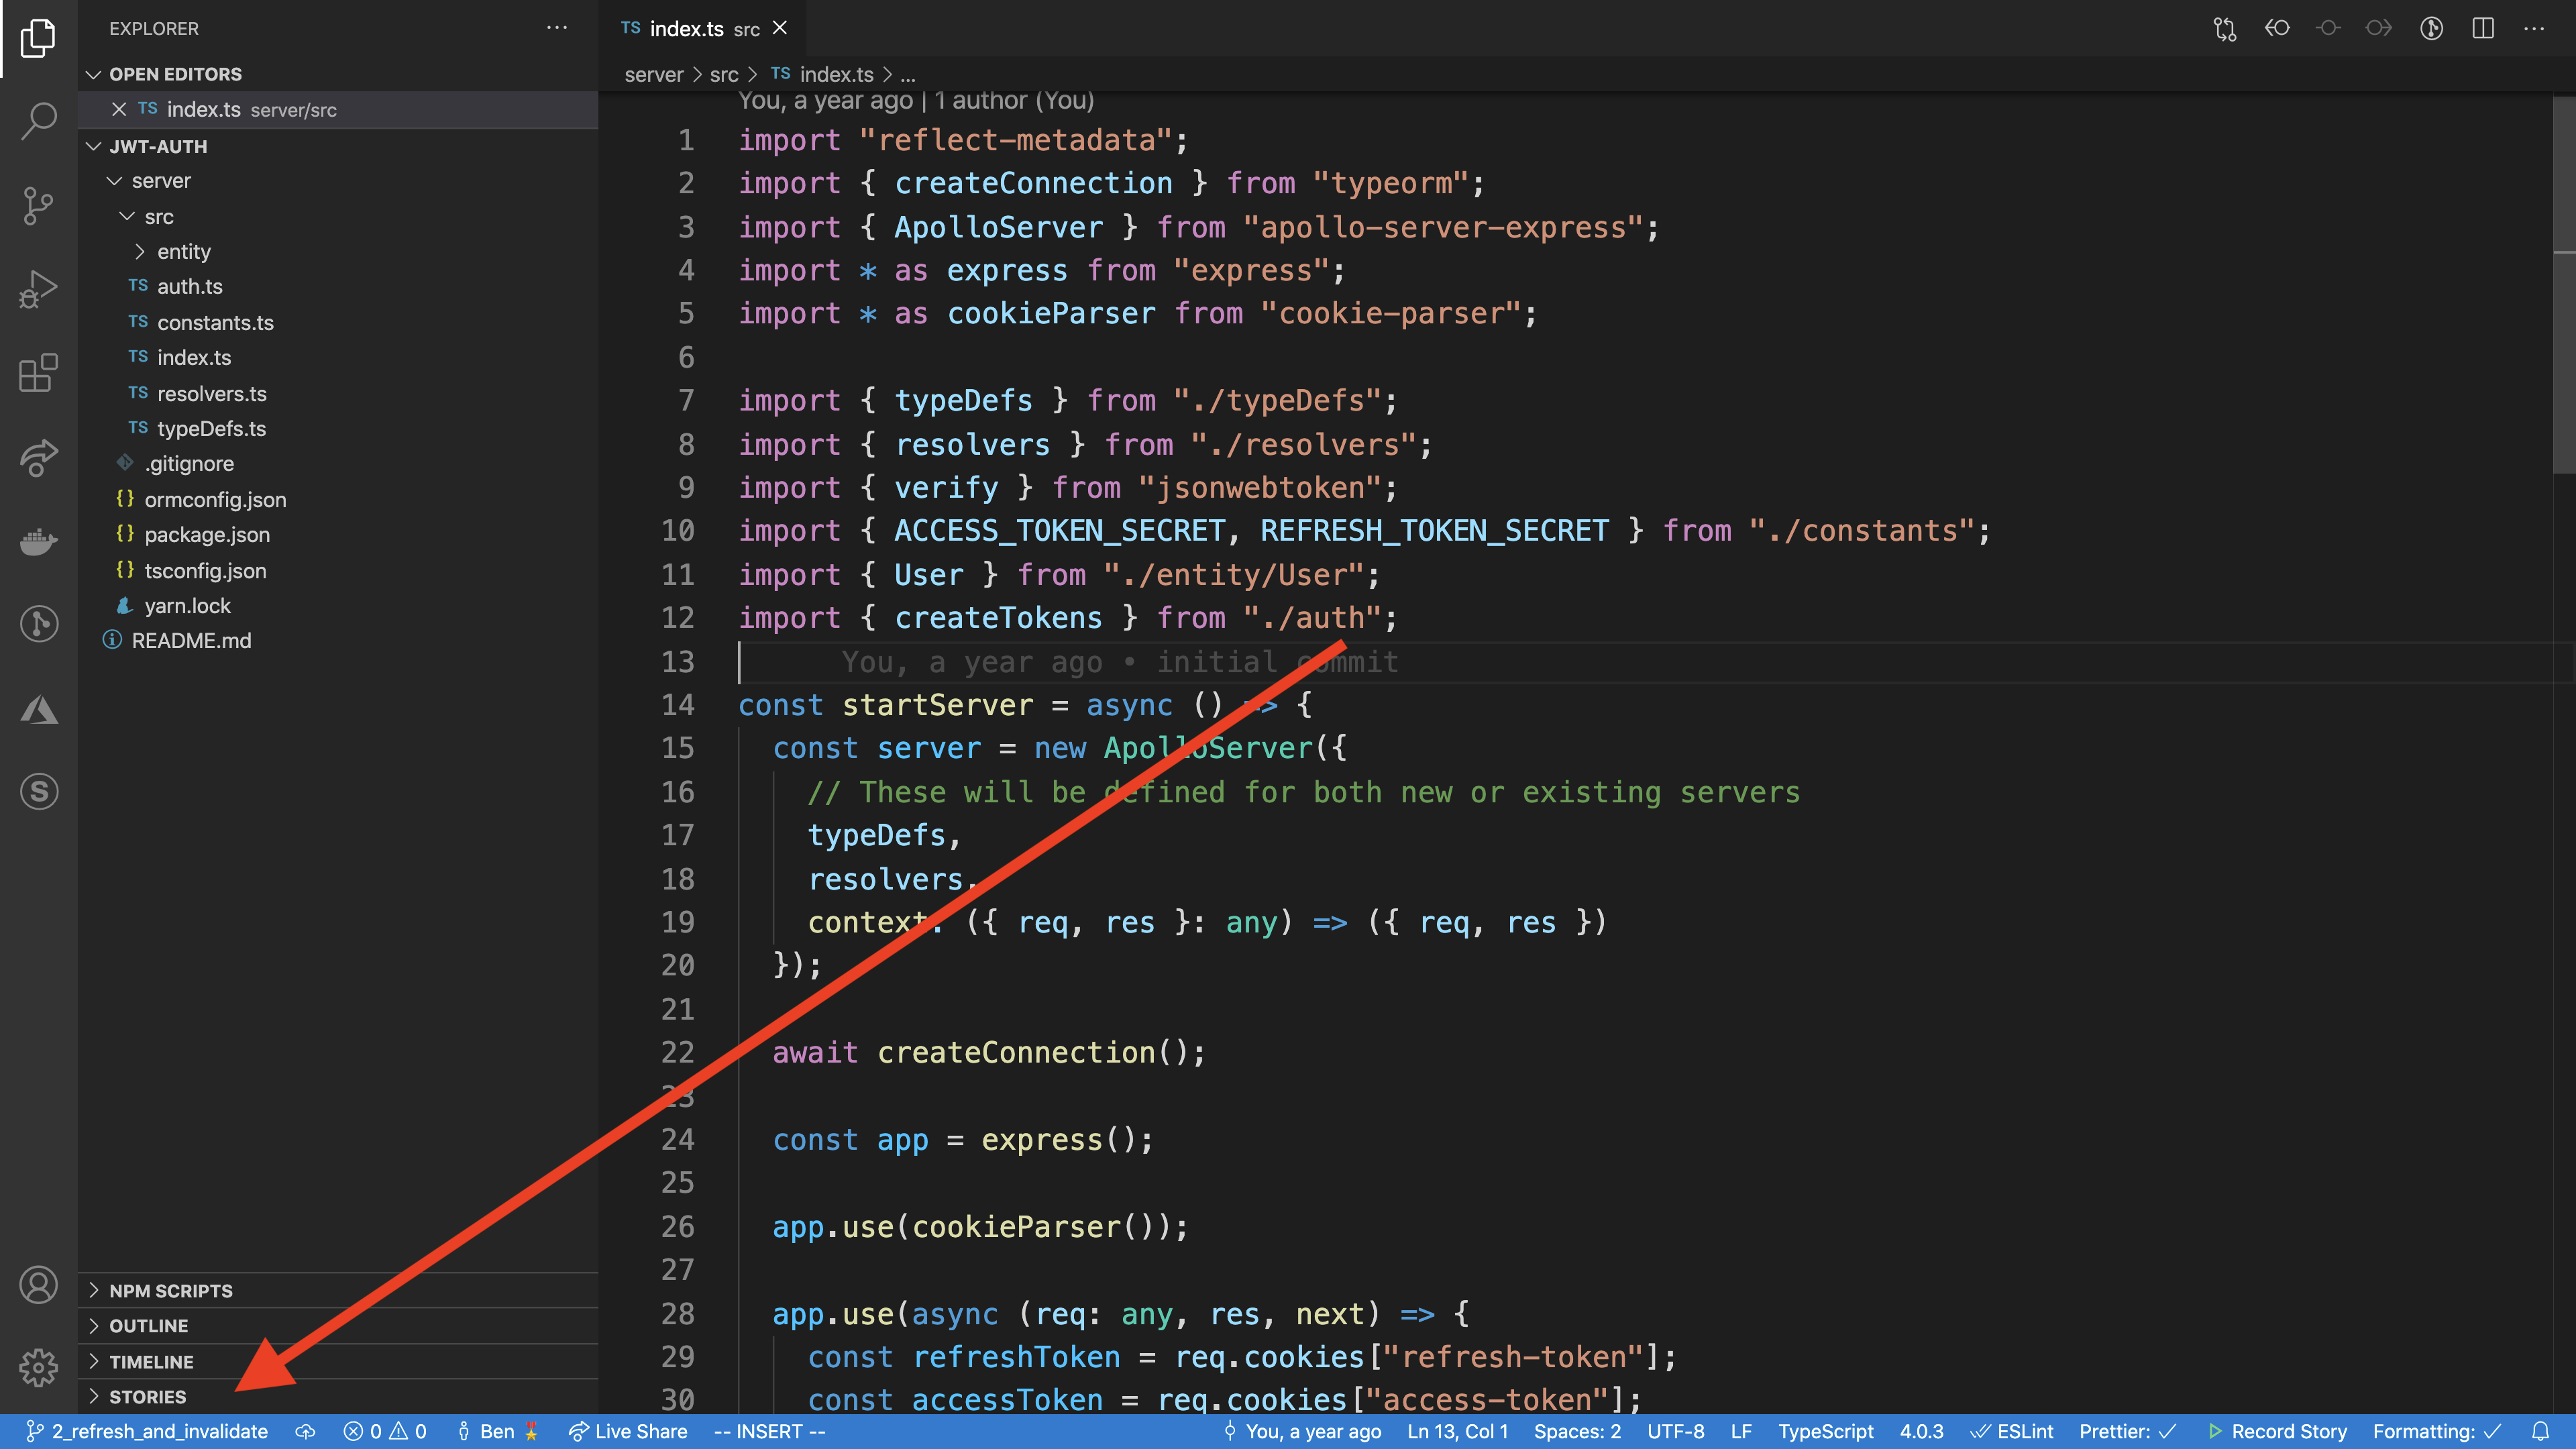 EXPLORER
OPEN EDITORS
TS index.ts server/src
JWT-AUTH
server
src
entity
TS auth.ts
TS constants.ts
TS index.ts
TS resolvers.ts
TS typeDefs.ts
.gitignore
{} ormconfig.json
{} package.json
{} tsconfig.json
yarn.lock
README.md
NPM SCRIPTS
OUTLINE
TIMELINE
STORIES
TS index.ts src
server > src > TS index.ts > ...
You, a year ago | 1 author (You)
1 import "reflect-metadata";
2 import { createConnection } from "typeorm";
3 import { ApolloServer } from "apollo-server-express";
4 import * as express from "express";
5 import * as cookieParser from "cookie-parser";
6
7 import { typeDefs } from "./typeDefs";
8 import { resolvers } from "./resolvers";
9 import { verify } from "jsonwebtoken";
10 import { ACCESS_TOKEN_SECRET, REFRESH_TOKEN_SECRET } from "./constants";
11 import { User } from "./entity/User";
12 import { createTokens } from "./auth";
13 You, a year ago • initial commit
14 const startServer = async () => {
15 const server = new ApolloServer({
16 // These will be defined for both new or existing servers
17 typeDefs,
18 resolvers,
19 context: ({ req, res }: any) => ({ req, res })
20 });
21
22 await createConnection();
23
24 const app = express();
25
26 app.use(cookieParser());
27
28 app.use(async (req: any, res, next) => {
29 const refreshToken = req.cookies["refresh-token"];
30 const accessToken = req.cookies["access-token"];
2_refresh_and_invalidate 0 0 Ben Live Share -- INSERT -- You, a year ago Ln 13, Col 1 Spaces: 2 UTF-8 LF TypeScript 4.0.3 ESLint Prettier: ✓ Record Story Formatting: ✓